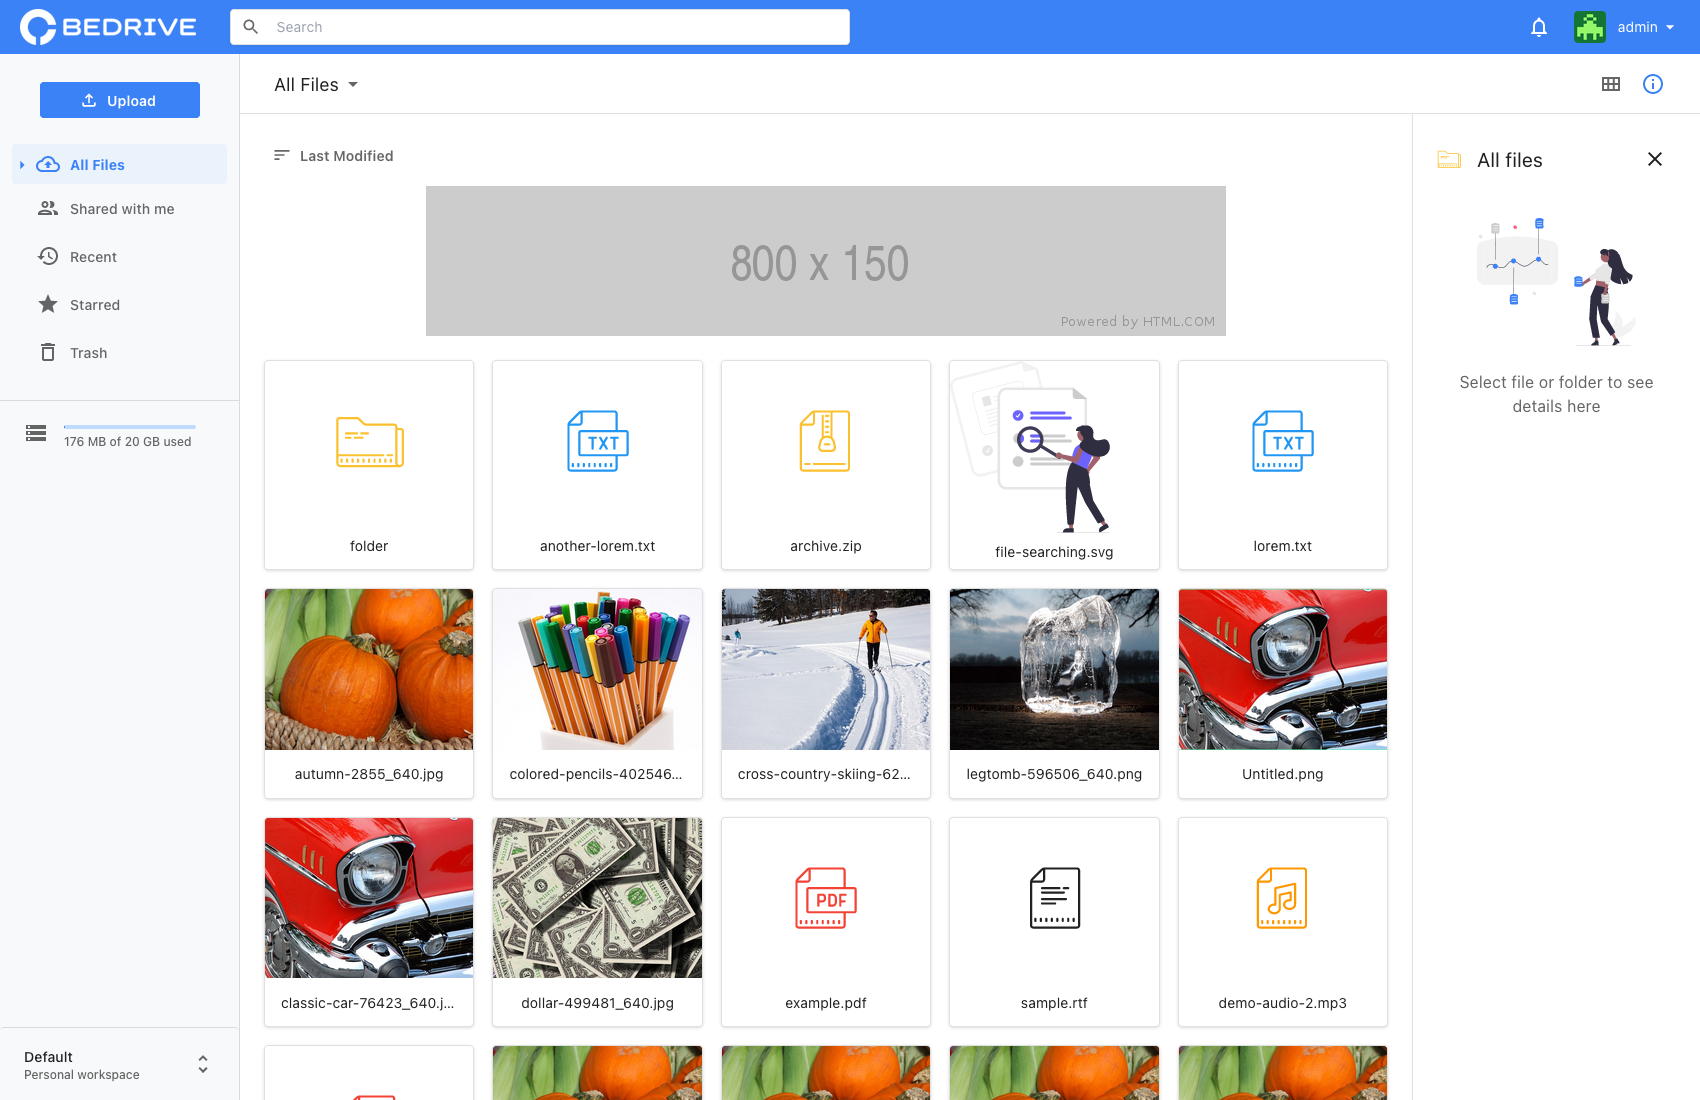 BEDRIVE
Search
admin
Upload
All Files
All Files
Shared with me
Recent
Starred
Trash
176 MB of 20 GB used
Last Modified
800 x 150
Powered by HTML.COM
All files
Select file or folder to see
details here
folder
another-lorem.txt
archive.zip
file-searching.svg
lorem.txt
TXT
TXT
autumn-2855_640.jpg
colored-pencils-402546...
cross-country-skiing-62...
legtomb-596506_640.png
Untitled.png
PDF
classic-car-76423_640.j...
dollar-499481_640.jpg
example.pdf
sample.rtf
demo-audio-2.mp3
Default
Personal workspace